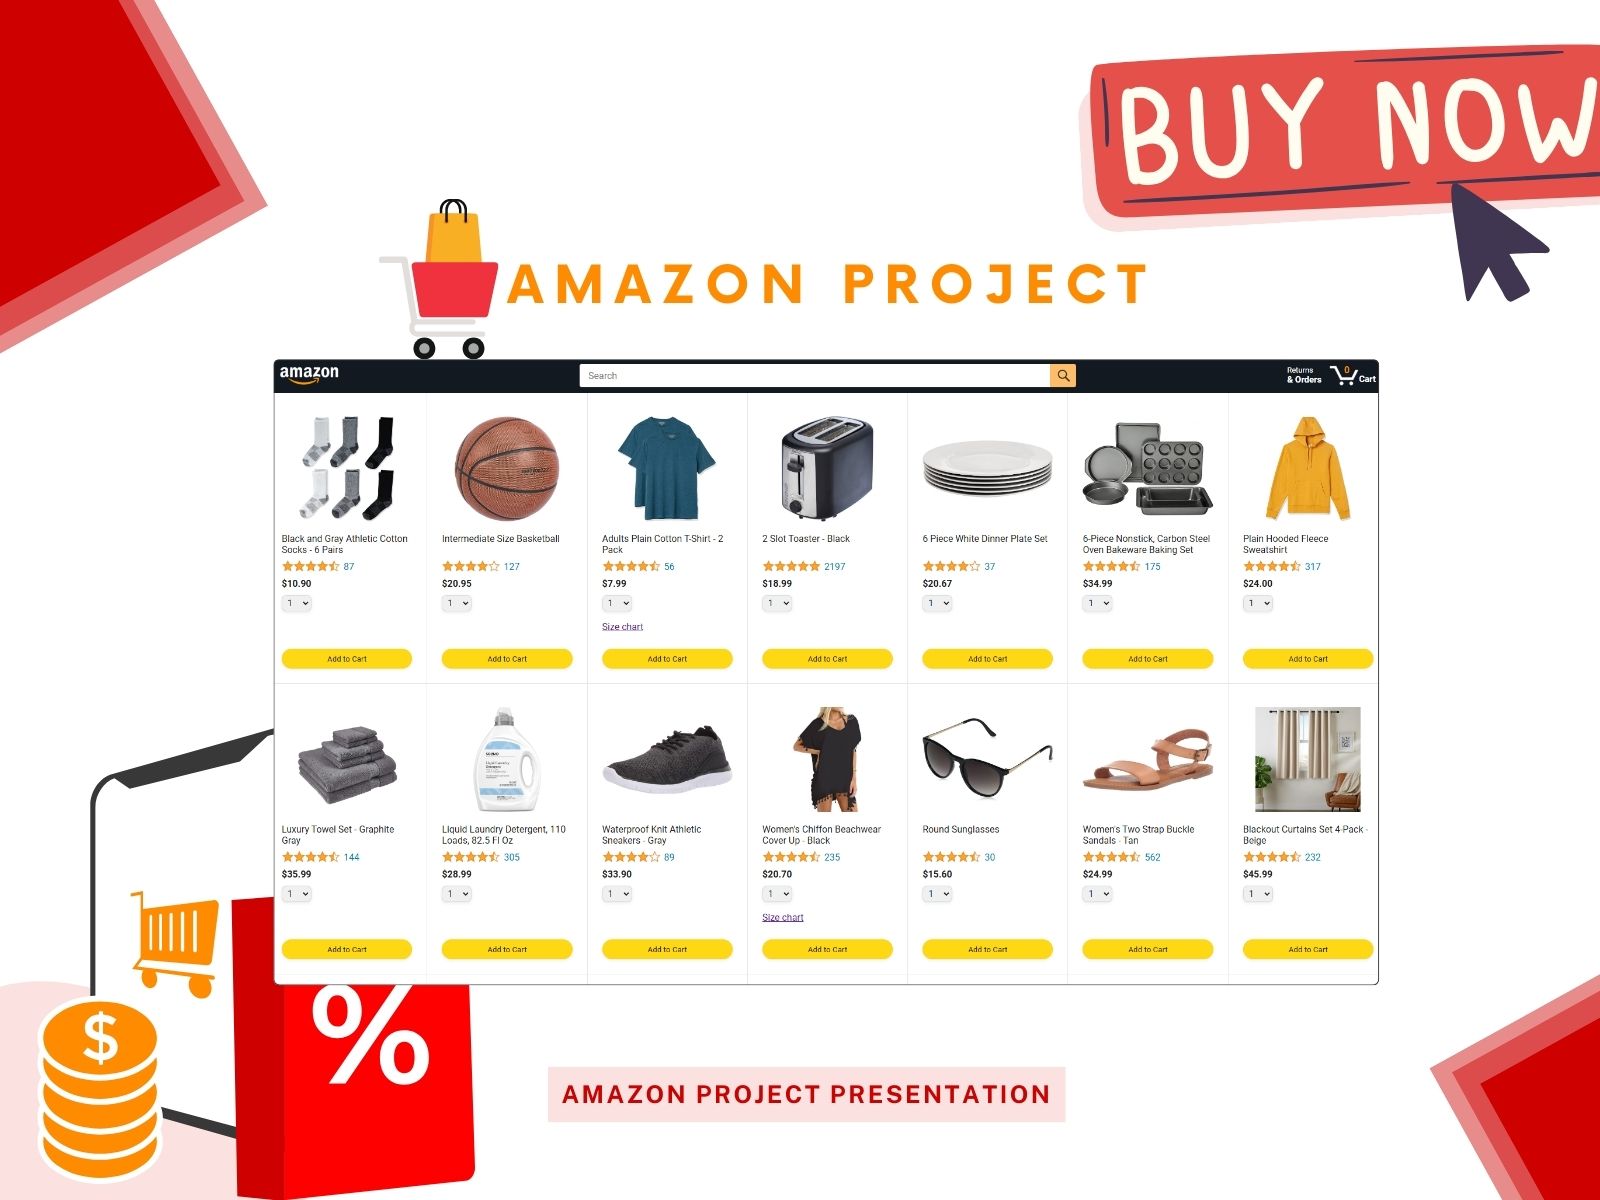 BUY NOW
AMAZON PROJECT
amazon
Search
Returns
& Orders
0
Cart
Black and Gray Athletic Cotton
Socks - 6 Pairs
87
$10.90
1
Add to Cart
Intermediate Size Basketball
127
$20.95
1
Add to Cart
Adults Plain Cotton T-Shirt - 2
Pack
56
$7.99
1
Size chart
Add to Cart
2 Slot Toaster - Black
2197
$18.99
1
Add to Cart
6 Piece White Dinner Plate Set
37
$20.67
1
Add to Cart
6-Piece Nonstick, Carbon Steel
Oven Bakeware Baking Set
175
$34.99
1
Add to Cart
Plain Hooded Fleece
Sweatshirt
317
$24.00
1
Add to Cart
Luxury Towel Set - Graphite
Gray
144
$35.99
1
Add to Cart
Liquid Laundry Detergent, 110
Loads, 82.5 Fl Oz
305
$28.99
1
Add to Cart
Waterproof Knit Athletic
Sneakers - Gray
89
$33.90
1
Add to Cart
Women's Chiffon Beachwear
Cover Up - Black
235
$20.70
1
Size chart
Add to Cart
Round Sunglasses
30
$15.60
1
Add to Cart
Women's Two Strap Buckle
Sandals - Tan
562
$24.99
1
Add to Cart
Blackout Curtains Set 4-Pack -
Beige
232
$45.99
1
Add to Cart
$
%
AMAZON PROJECT PRESENTATION